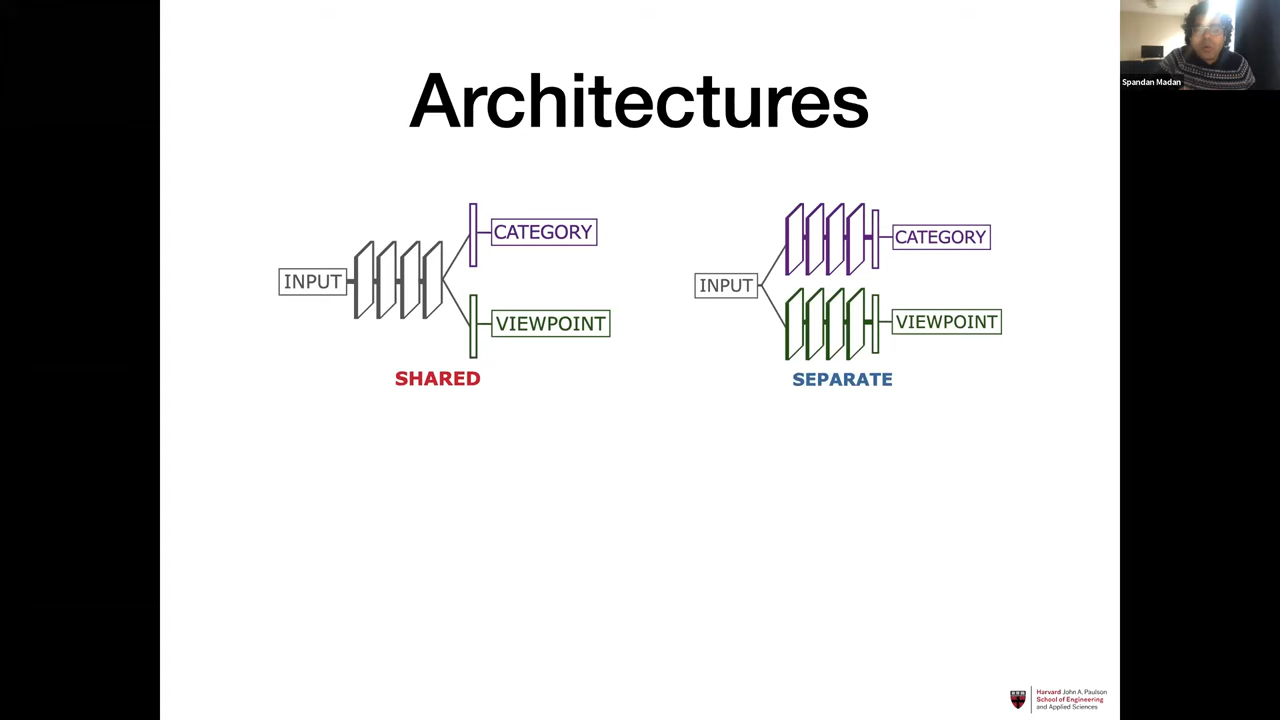 Architectures
Spandan Madan
INPUT
CATEGORY
VIEWPOINT
SHARED
INPUT
CATEGORY
VIEWPOINT
SEPARATE
Harvard John A. Paulson
School of Engineering
and Applied Sciences